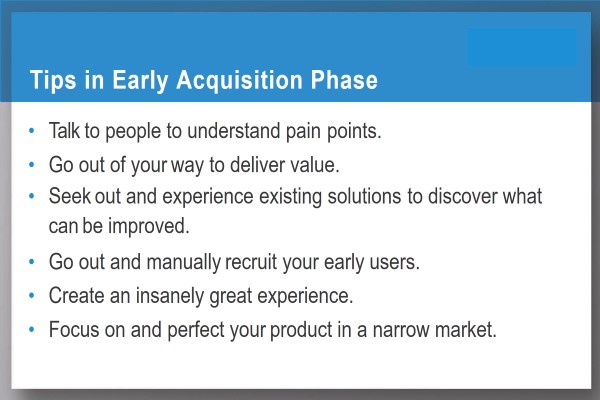 Tips in Early Acquisition Phase
• Talk to people to understand pain points.
• Go out of your way to deliver value.
• Seek out and experience existing solutions to discover what
can be improved.
• Go out and manually recruit your early users.
• Create an insanely great experience.
• Focus on and perfect your product in a narrow market.